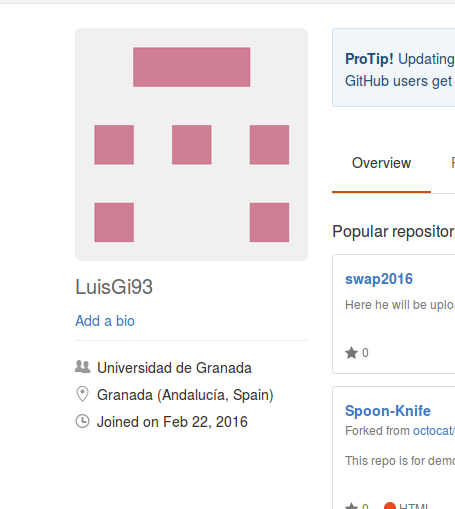 ProTip! Updating
GitHub users get
Overview
Popular repositor
swap2016
Here he will be uplo
0
Spoon-Knife
Forked from octocat/
This repo is for demo
0 HTML
LuisGi93
Add a bio
Universidad de Granada
Granada (Andalucía, Spain)
Joined on Feb 22, 2016